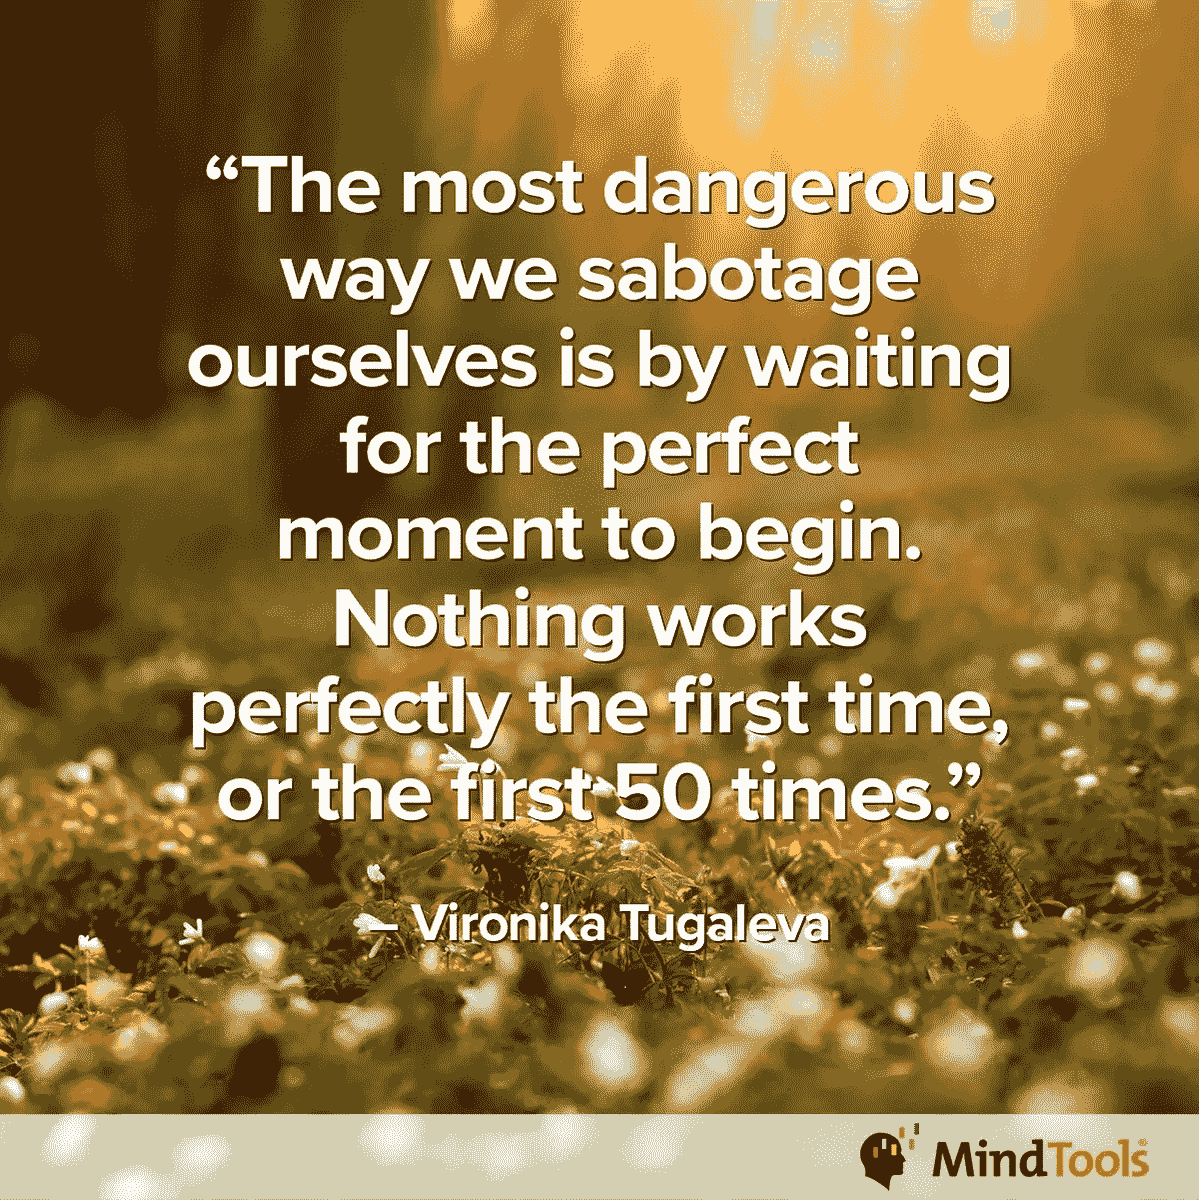 “The most dangerous
way we sabotage
ourselves is by waiting
for the perfect
moment to begin.
Nothing works
perfectly the first time,
or the first 50 times.”
– Vironika Tugaleva
MindTools®